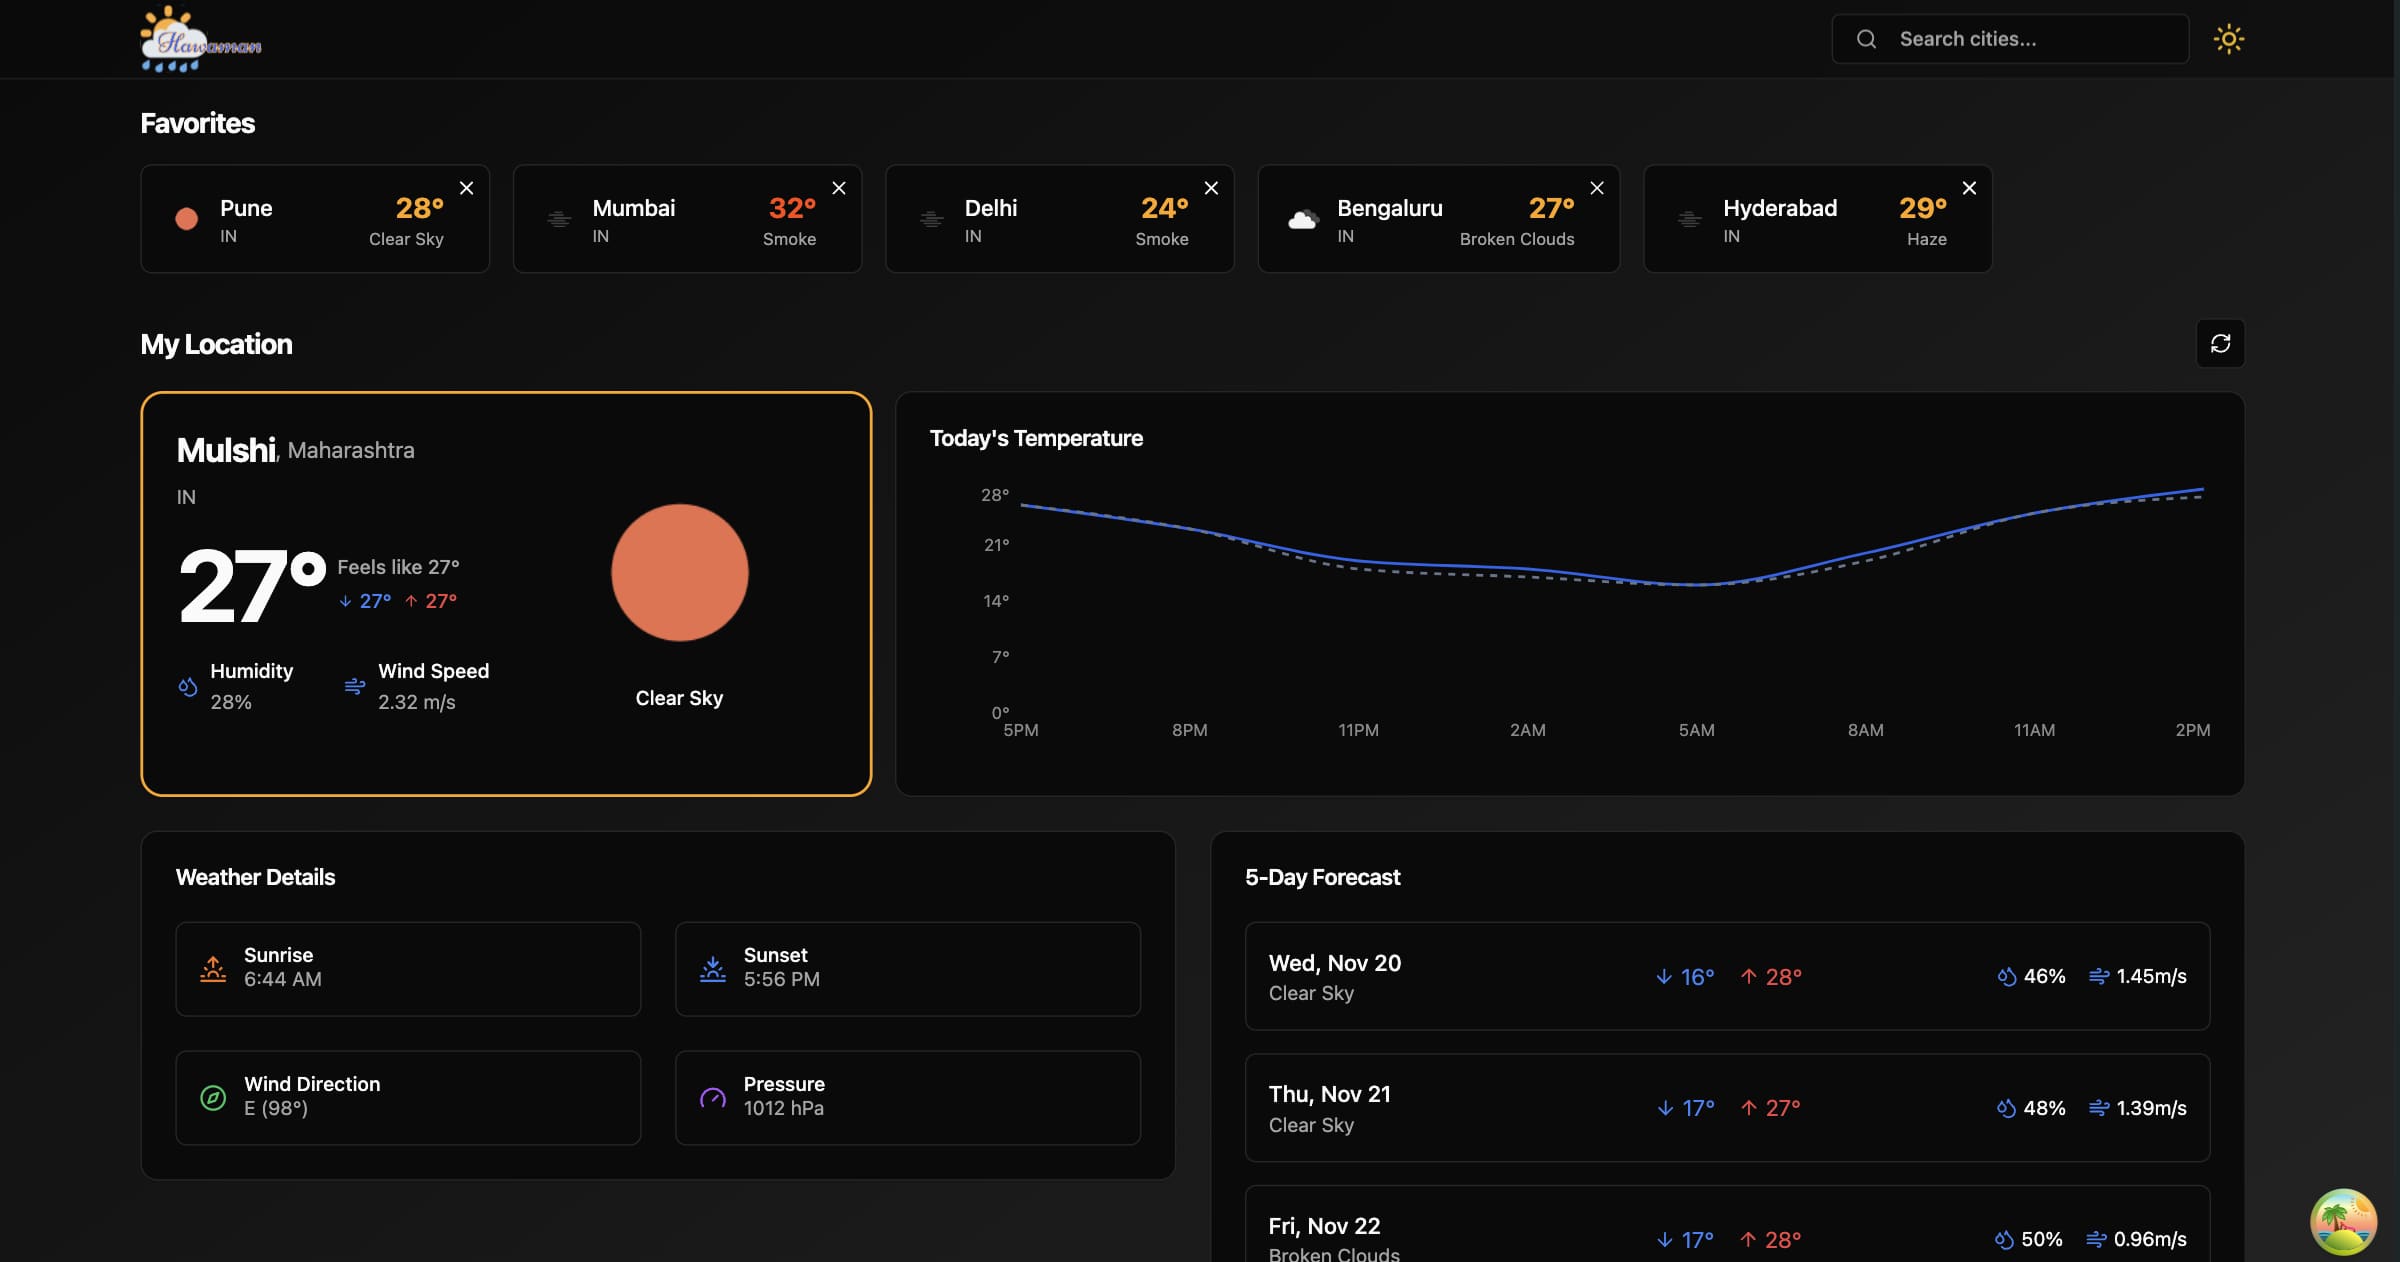 Hawaman
Search cities...
Favorites
Pune
IN
28°
Clear Sky
Mumbai
IN
32°
Smoke
Delhi
IN
24°
Smoke
Bengaluru
IN
27°
Broken Clouds
Hyderabad
IN
29°
Haze
My Location
Mulshi, Maharashtra
IN
27°
Feels like 27°
↓ 27° ↑ 27°
Humidity
28%
Wind Speed
2.32 m/s
Clear Sky
Today's Temperature
28°
21°
14°
7°
0°
5PM 8PM 11PM 2AM 5AM 8AM 11AM 2PM
Weather Details
Sunrise
6:44 AM
Sunset
5:56 PM
Wind Direction
E (98°)
Pressure
1012 hPa
5-Day Forecast
Wed, Nov 20
Clear Sky
↓ 16° ↑ 28°
46% 1.45m/s
Thu, Nov 21
Clear Sky
↓ 17° ↑ 27°
48% 1.39m/s
Fri, Nov 22
Broken Clouds
↓ 17° ↑ 28°
50% 0.96m/s